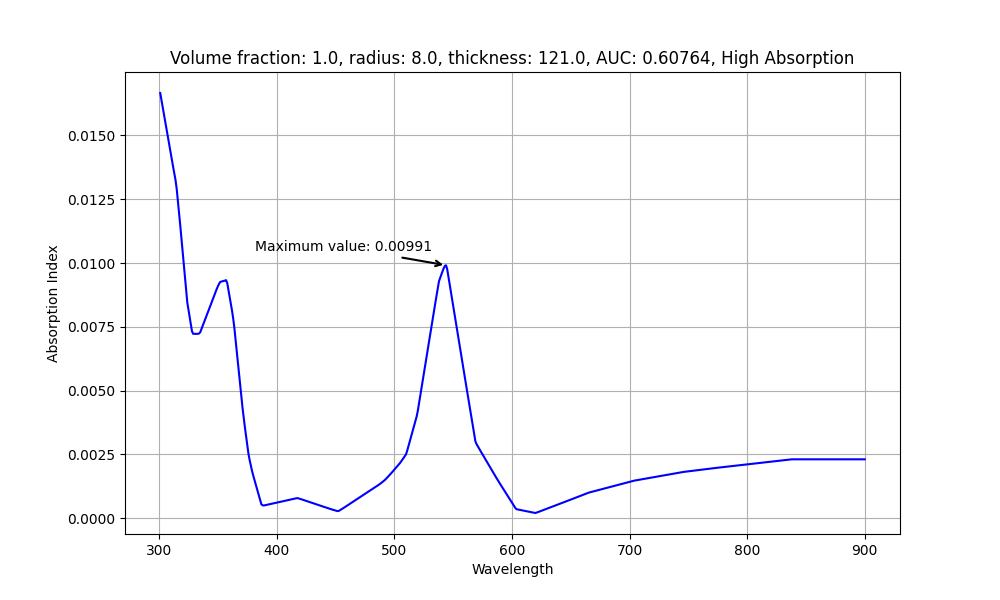 Volume fraction: 1.0, radius: 8.0, thickness: 121.0, AUC: 0.60764, High Absorption
0.0150
0.0125
0.0100
0.0075
0.0050
0.0025
0.0000
Absorption Index
Maximum value: 0.00991
300 400 500 600 700 800 900
Wavelength